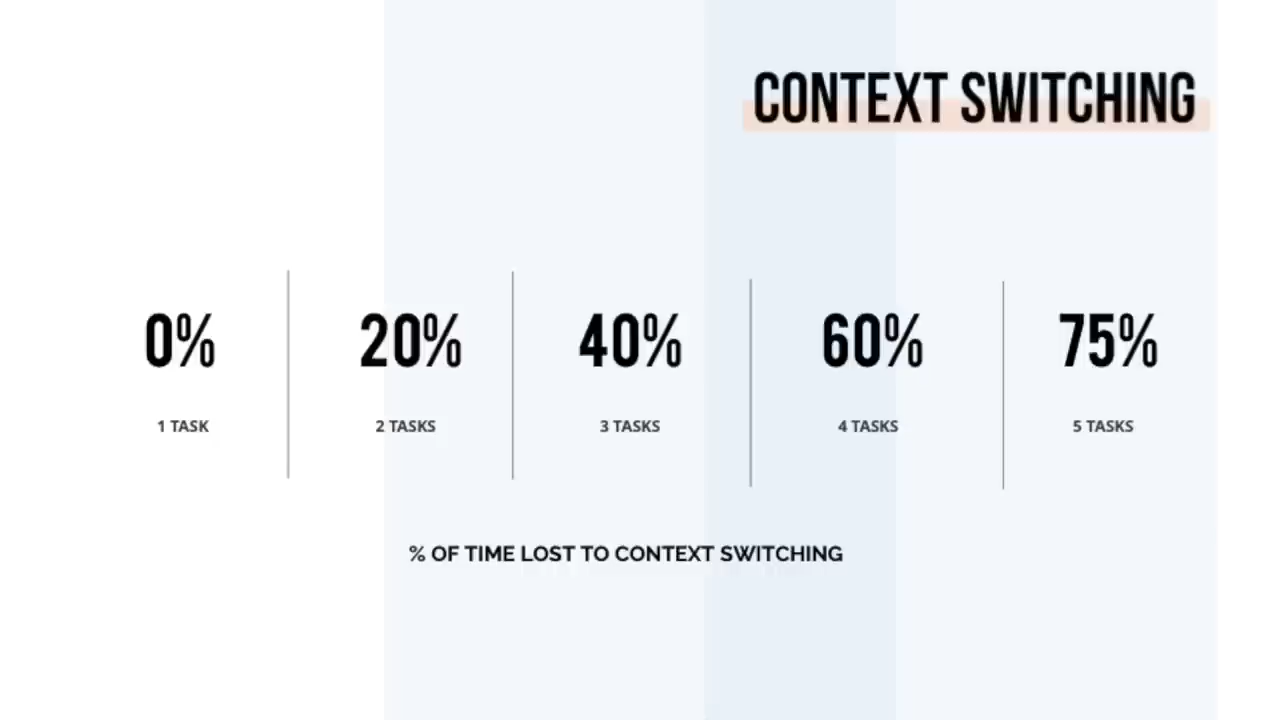 CONTEXT SWITCHING
0%
20%
40%
60%
75%
1 TASK
2 TASKS
3 TASKS
4 TASKS
5 TASKS
% OF TIME LOST TO CONTEXT SWITCHING